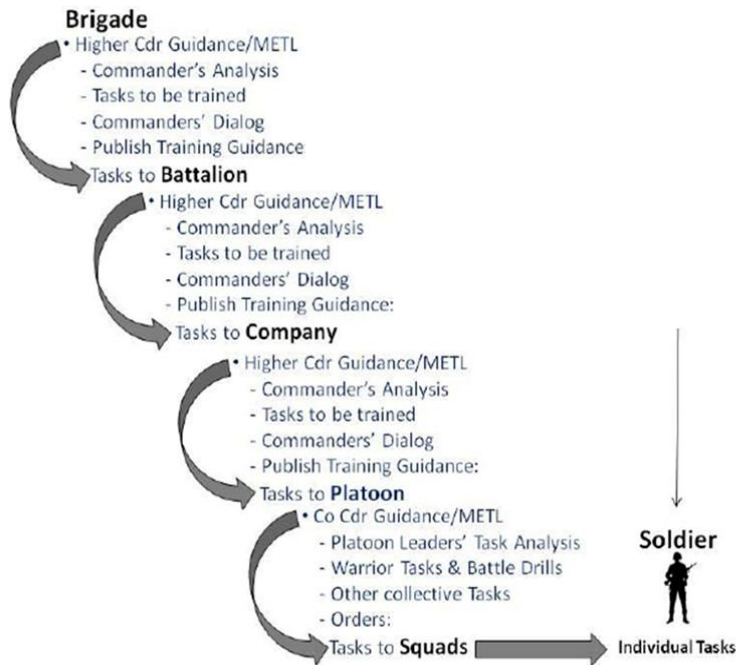 Brigade
• Higher Cdr Guidance/METL
- Commander's Analysis
- Tasks to be trained
- Commanders' Dialog
- Publish Training Guidance
Tasks to Battalion
• Higher Cdr Guidance/METL
- Commander's Analysis
- Tasks to be trained
- Commanders' Dialog
- Publish Training Guidance:
Tasks to Company
• Higher Cdr Guidance/METL
- Commander's Analysis
- Tasks to be trained
- Commanders' Dialog
- Publish Training Guidance:
Tasks to Platoon
• Co Cdr Guidance/METL
- Platoon Leaders' Task Analysis
- Warrior Tasks & Battle Drills
- Other collective Tasks
- Orders:
Tasks to Squads
Soldier
Individual Tasks